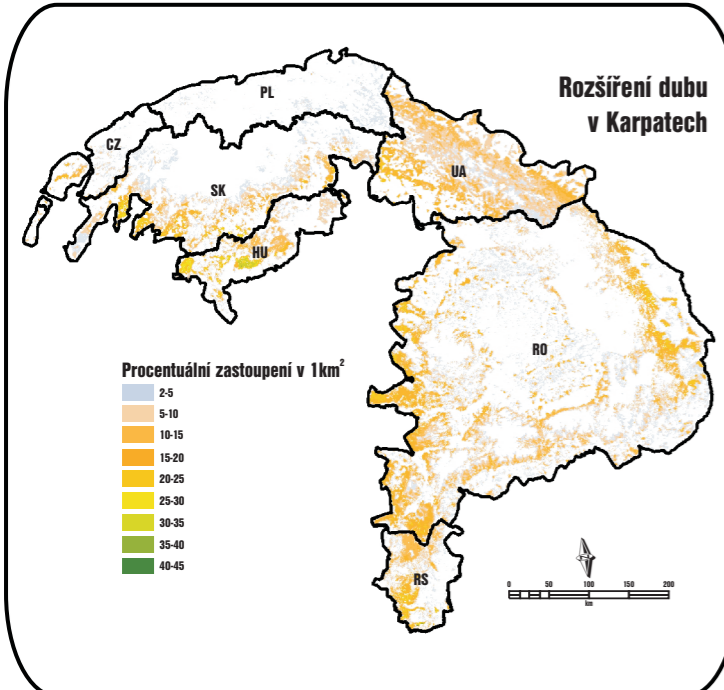 Rozšíření dubu
v Karpatech
PL
CZ
SK
UA
HU
RO
RS
Procentuální zastoupení v 1km²
2-5
5-10
10-15
15-20
20-25
25-30
30-35
35-40
40-45
0 50 100 150 200
km